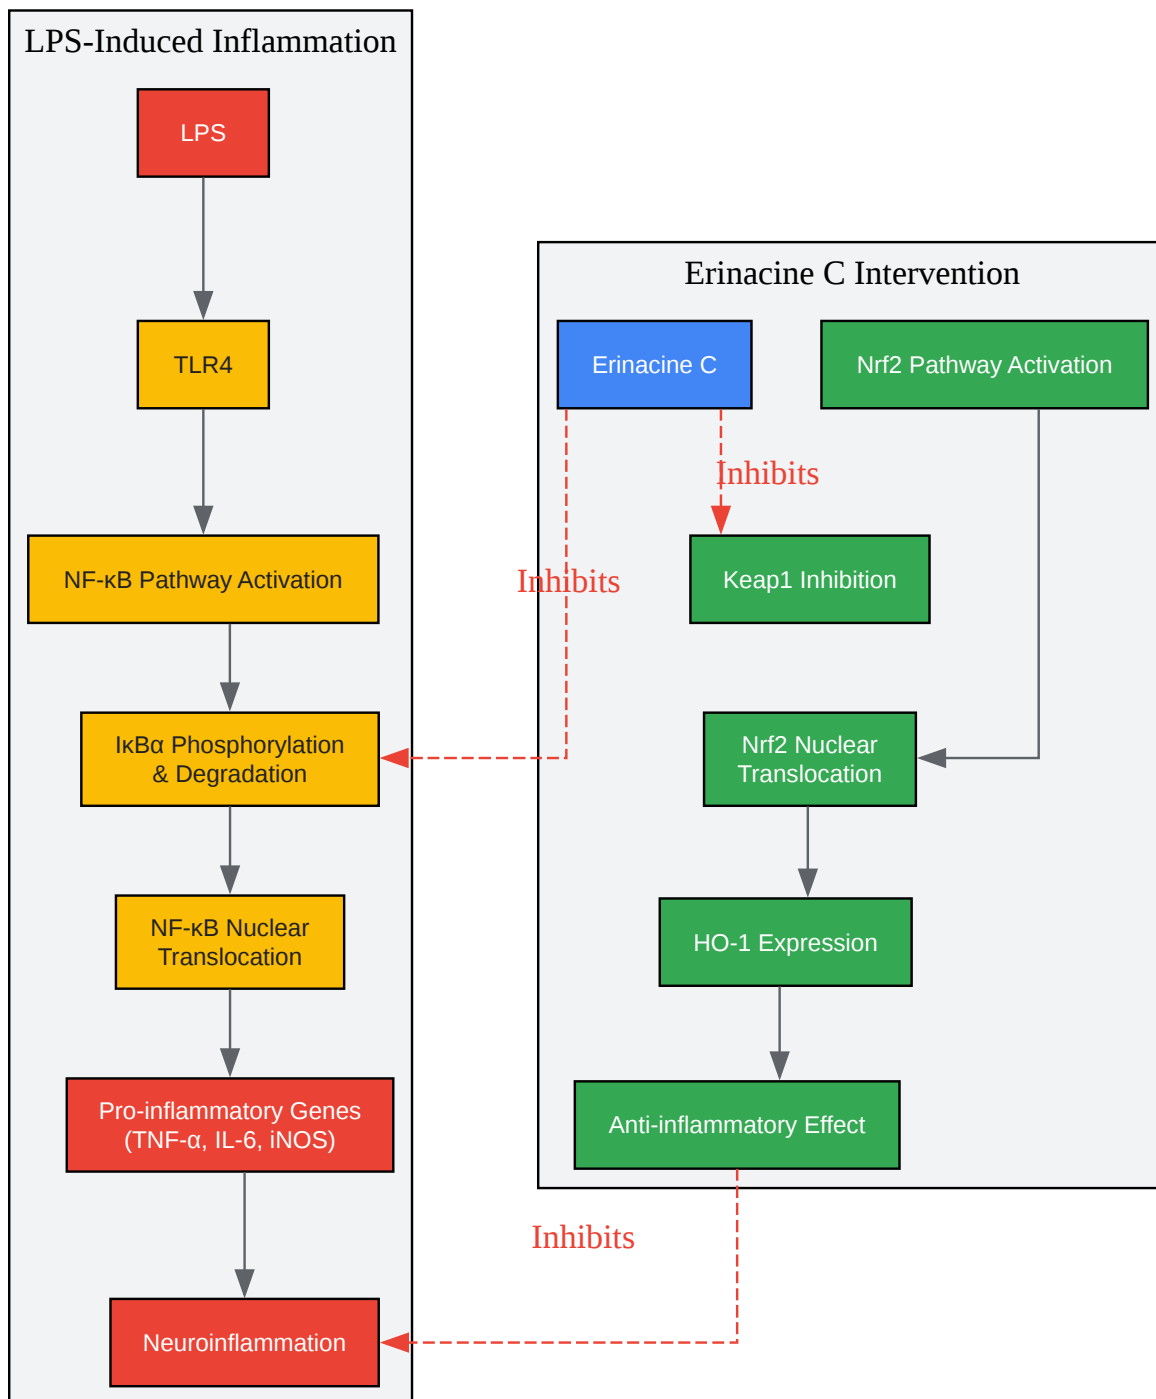 LPS-Induced Inflammation
LPS
TLR4
NF-κB Pathway Activation
IκBα Phosphorylation
& Degradation
NF-κB Nuclear
Translocation
Pro-inflammatory Genes
(TNF-α, IL-6, iNOS)
Neuroinflammation
Erinacine C Intervention
Erinacine C
Nrf2 Pathway Activation
Inhibits
Inhibits
Keap1 Inhibition
Nrf2 Nuclear
Translocation
HO-1 Expression
Anti-inflammatory Effect
Inhibits